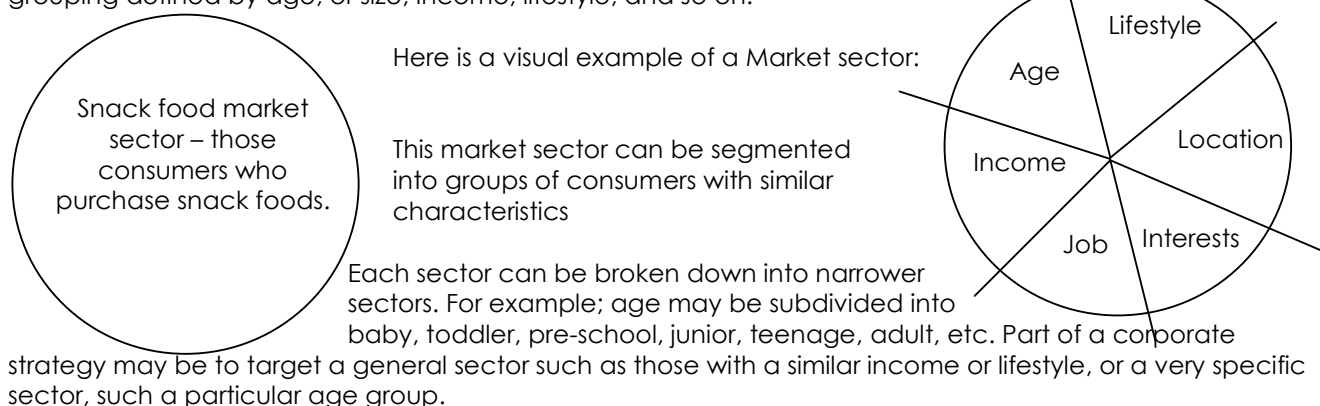 grouping defined by age, or size, income, lifestyle, and so on.
Here is a visual example of a Market sector:
Snack food market
sector – those
consumers who
purchase snack foods.
This market sector can be segmented
into groups of consumers with similar
characteristics
Lifestyle
Age
Location
Income
Job
Interests
Each sector can be broken down into narrower
sectors. For example; age may be subdivided into
baby, toddler, pre-school, junior, teenage, adult, etc. Part of a corporate
strategy may be to target a general sector such as those with a similar income or lifestyle, or a very specific
sector, such a particular age group.